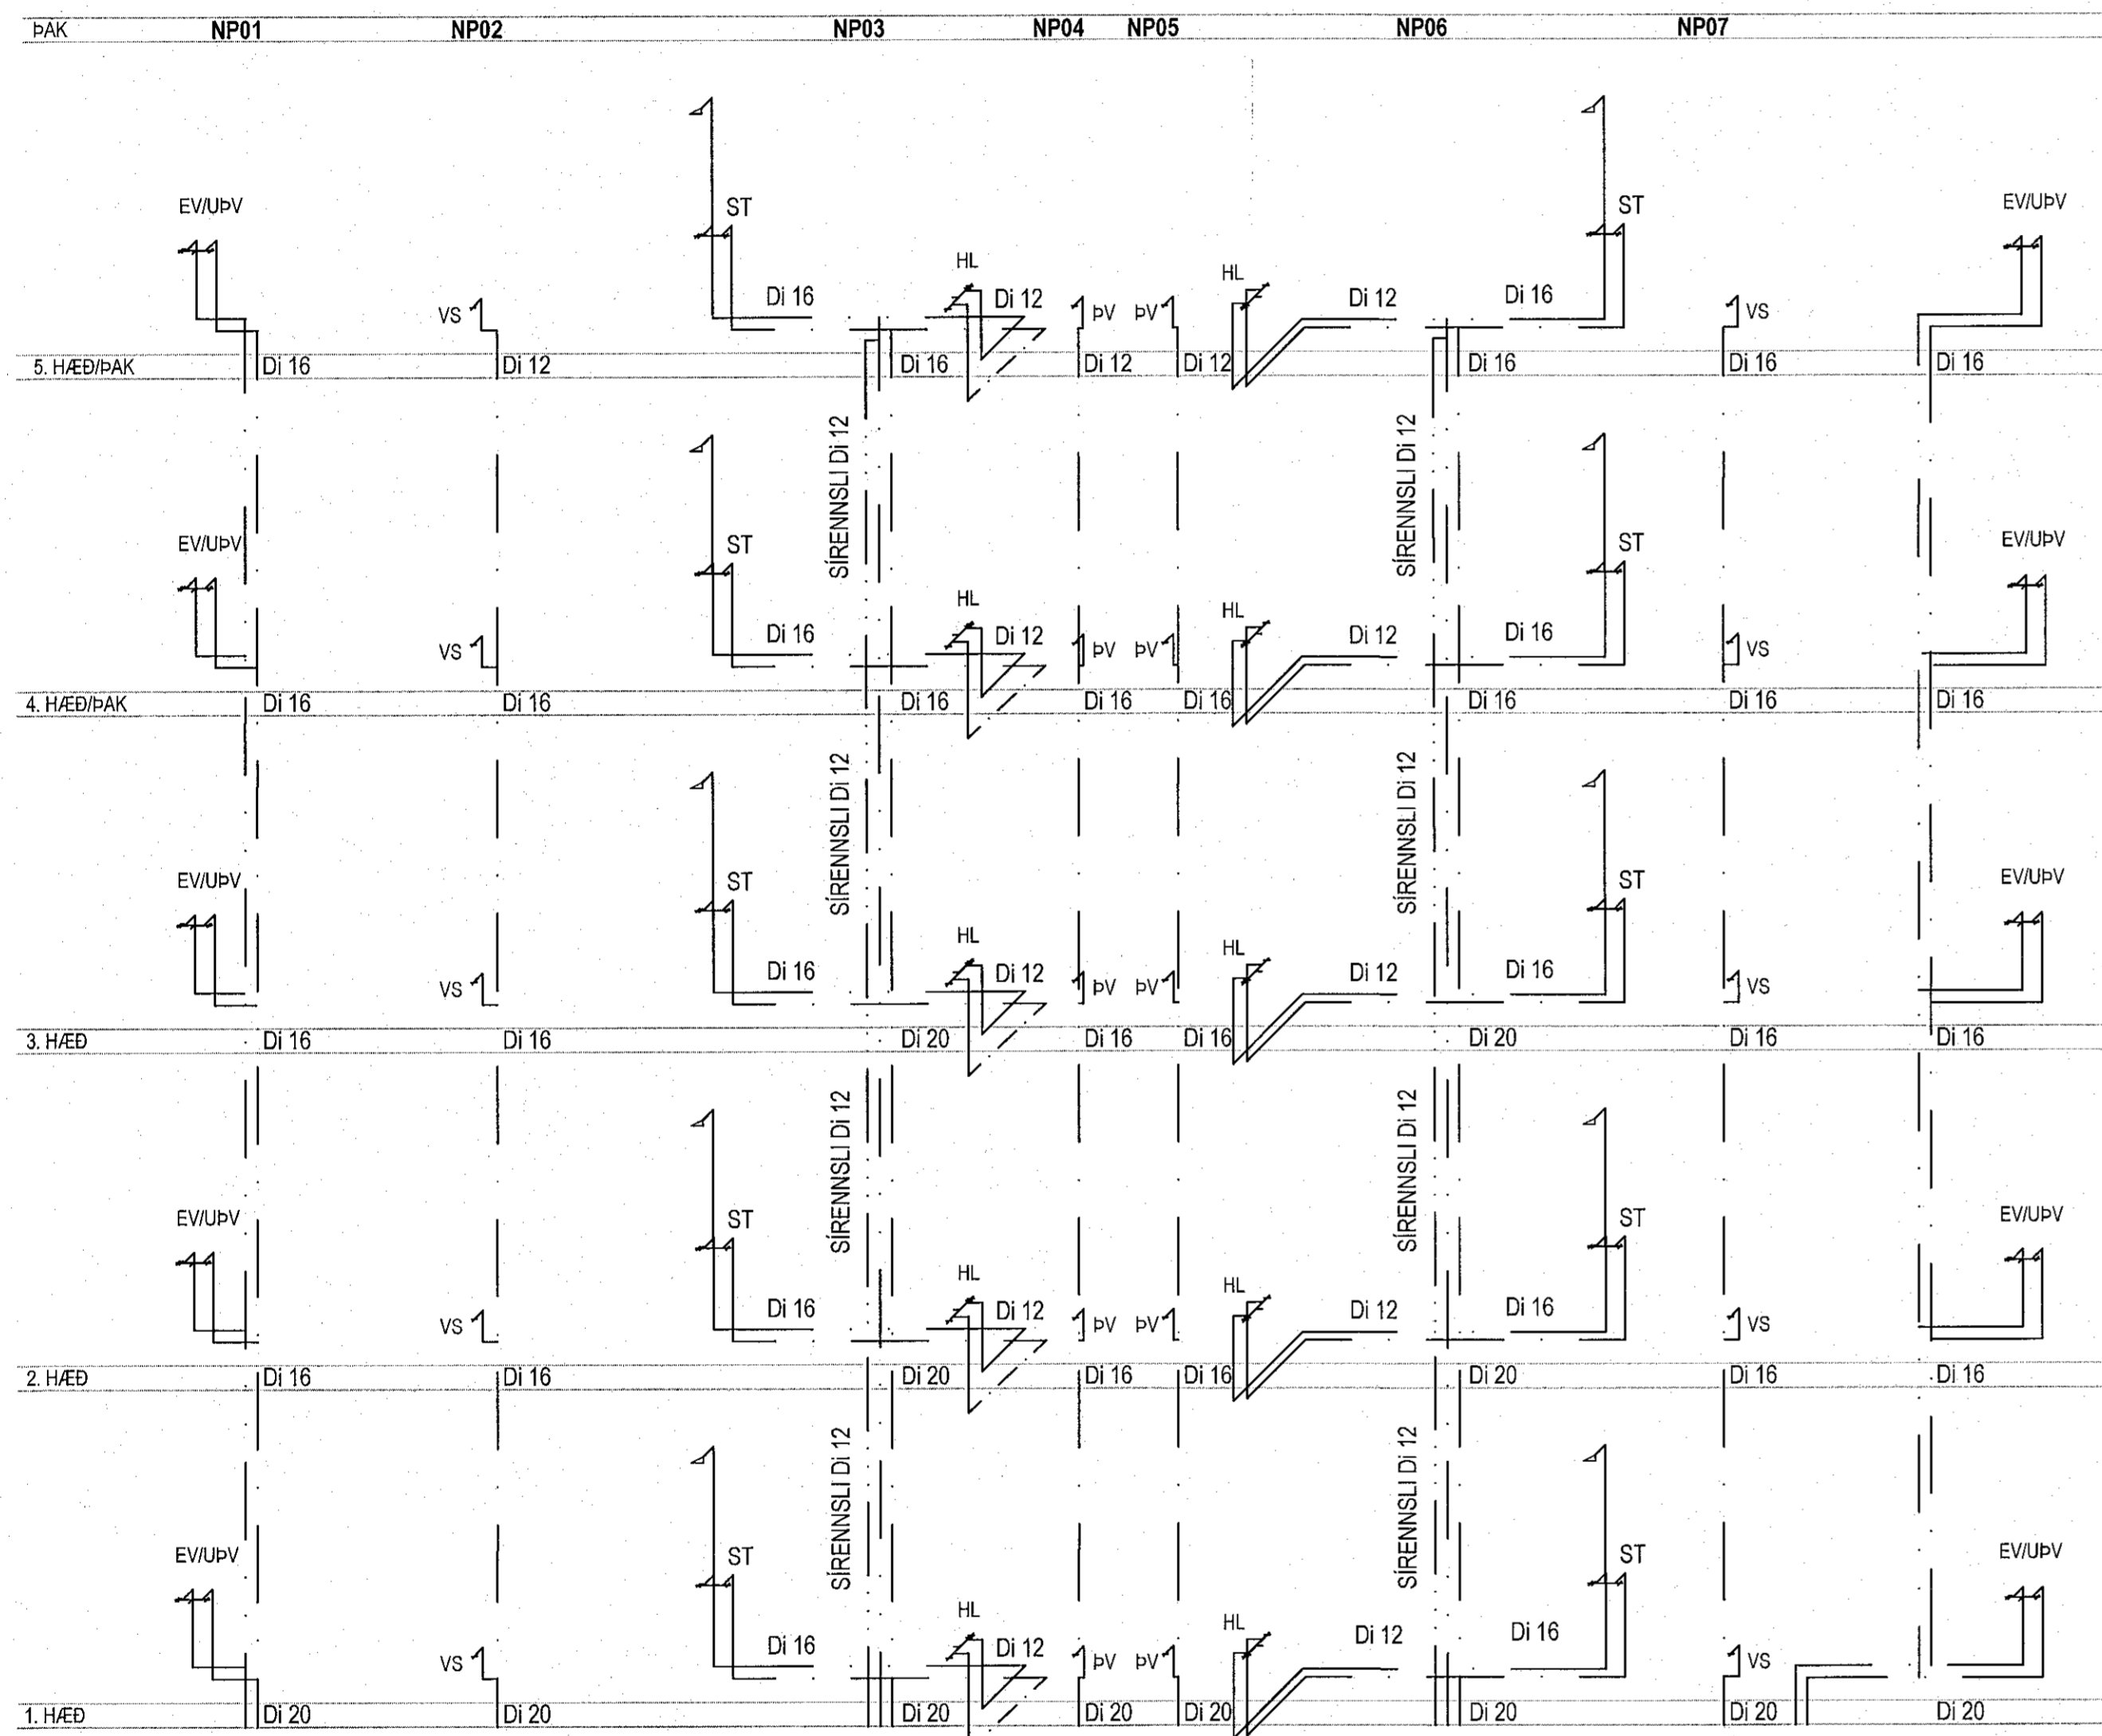 ÞAK NP01 NP02 NP03 NP04 NP05 NP06 NP07
EV/UÞV ST ST EV/UÞV
HL HL
VS Di 16 Di 12 ÞV ÞV Di 12 Di 16 VS
5. HÆÐ/ÞAK Di 16 Di 12 Di 16 Di 12 Di 12 Di 16 Di 16 Di 16
SÍRENNSLI Di 12 SÍRENNSLI Di 12
EV/UÞV ST ST EV/UÞV
HL HL
VS Di 16 Di 12 ÞV ÞV Di 12 Di 16 VS
4. HÆÐ/ÞAK Di 16 Di 16 Di 16 Di 16 Di 16 Di 16 Di 16 Di 16
SÍRENNSLI Di 12 SÍRENNSLI Di 12
EV/UÞV ST ST EV/UÞV
HL HL
VS Di 16 Di 12 ÞV ÞV Di 12 Di 16 VS
3. HÆÐ Di 16 Di 16 Di 20 Di 16 Di 16 Di 20 Di 16 Di 16
SÍRENNSLI Di 12 SÍRENNSLI Di 12
EV/UÞV ST ST EV/UÞV
HL HL
VS Di 16 Di 12 ÞV ÞV Di 12 Di 16 VS
2. HÆÐ Di 16 Di 16 Di 20 Di 16 Di 16 Di 20 Di 16 Di 16
SÍRENNSLI Di 12 SÍRENNSLI Di 12
EV/UÞV ST ST EV/UÞV
HL HL
VS Di 16 Di 12 ÞV ÞV Di 12 Di 16 VS
1. HÆÐ Di 20 Di 20 Di 20 Di 20 Di 20 Di 20 Di 20 Di 20